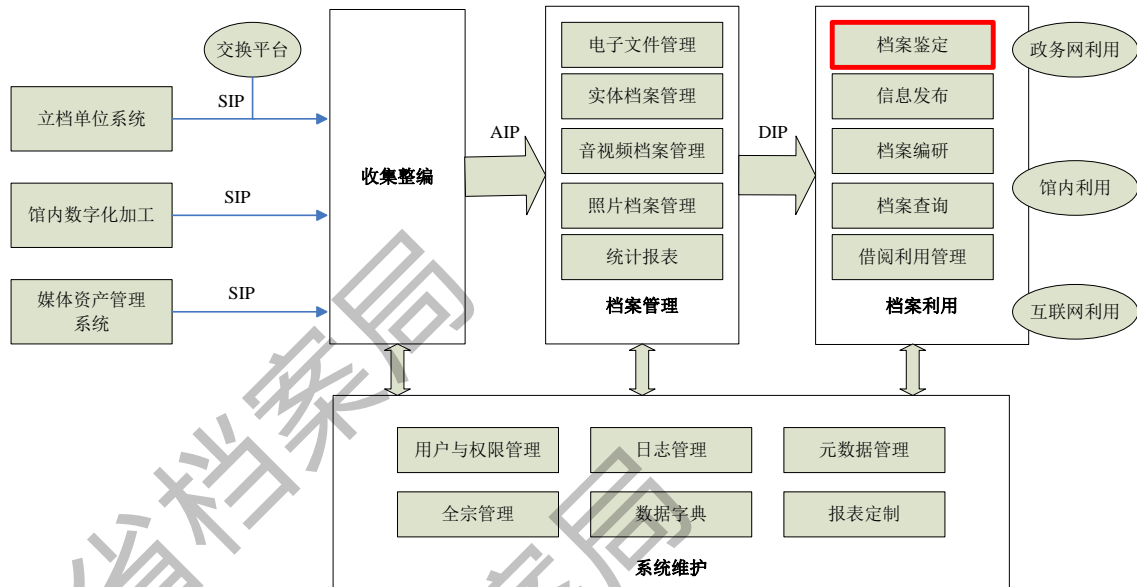 交换平台
SIP
立档单位系统
SIP
馆内数字化加工
SIP
媒体资产管理
系统
收集整编
AIP
电子文件管理
实体档案管理
音视频档案管理
照片档案管理
统计报表
档案管理
DIP
档案鉴定
信息发布
档案编研
档案查询
借阅利用管理
档案利用
政务网利用
馆内利用
互联网利用
用户与权限管理
日志管理
元数据管理
全宗管理
数据字典
报表定制
系统维护
省档案局
案局